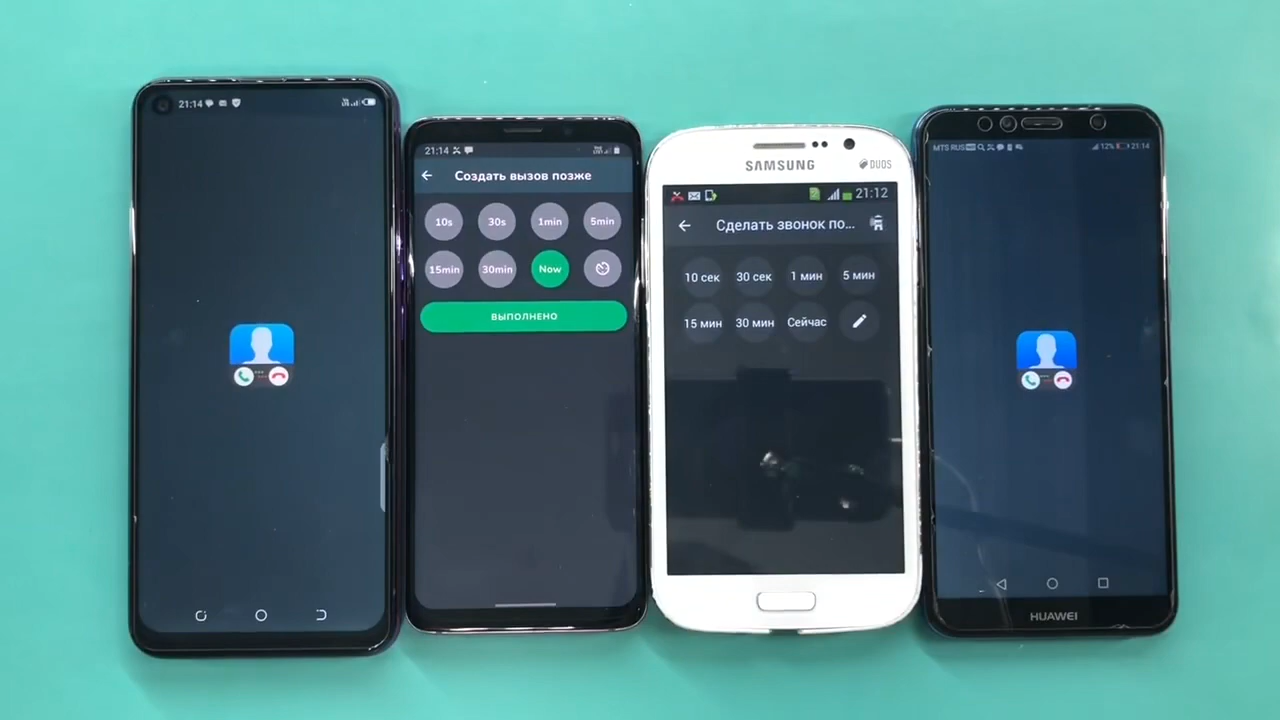 21:14
21:14
Создать вызов позже
10s 30s 1min 5min
15min 30min Now
ВЫПОЛНЕНО
SAMSUNG
DUOS
21:12
Сделать звонок по...
10 сек 30 сек 1 мин 5 мин
15 мин 30 мин Сейчас
MTS RUS
12% 21:14
HUAWEI